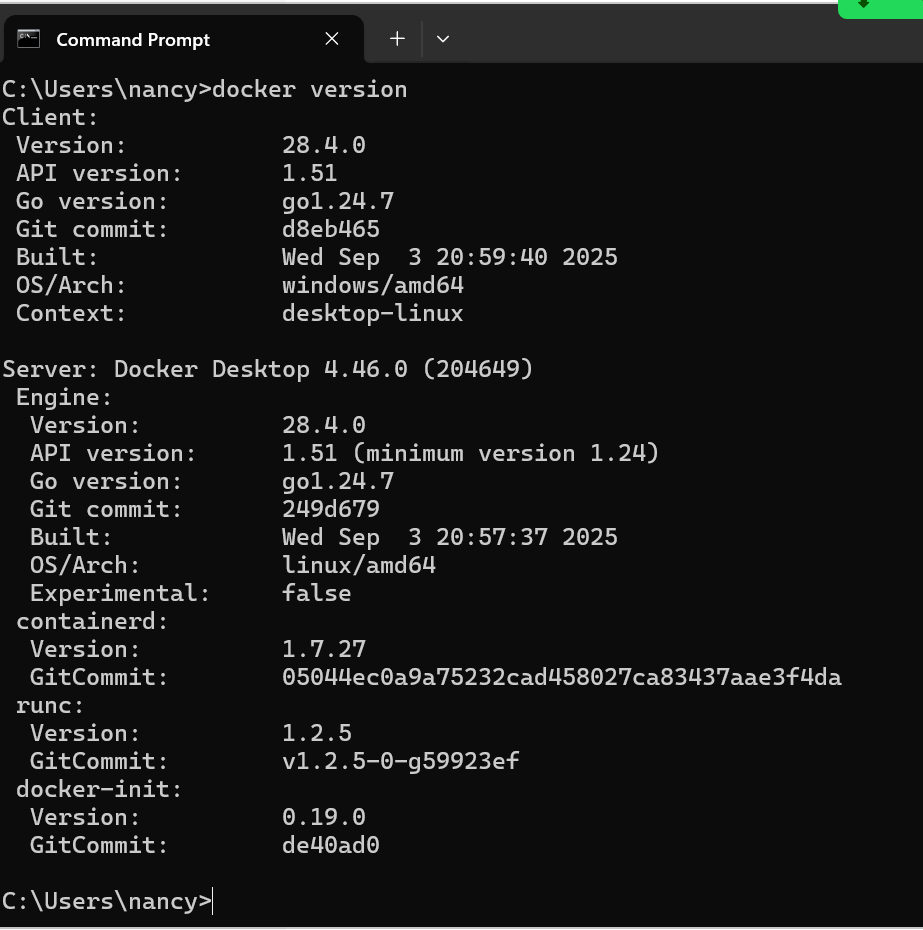 Command Prompt
C:\Users\nancy>docker version
Client:
 Version:           28.4.0
 API version:       1.51
 Go version:        go1.24.7
 Git commit:        d8eb465
 Built:             Wed Sep  3 20:59:40 2025
 OS/Arch:           windows/amd64
 Context:           desktop-linux

Server: Docker Desktop 4.46.0 (204649)
 Engine:
  Version:          28.4.0
  API version:      1.51 (minimum version 1.24)
  Go version:       go1.24.7
  Git commit:       249d679
  Built:            Wed Sep  3 20:57:37 2025
  OS/Arch:          linux/amd64
  Experimental:     false
 containerd:
  Version:          1.7.27
  GitCommit:        05044ec0a9a75232cad458027ca83437aae3f4da
 runc:
  Version:          1.2.5
  GitCommit:        v1.2.5-0-g59923ef
 docker-init:
  Version:          0.19.0
  GitCommit:        de40ad0

C:\Users\nancy>